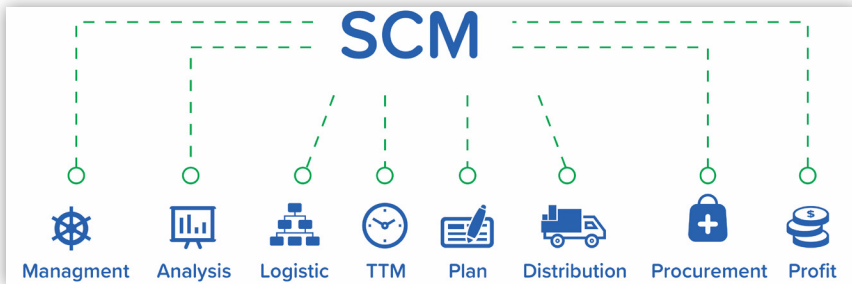 SCM
$
Managment
Analysis
Logistic
TTM
Plan
Distribution
Procurement
Profit